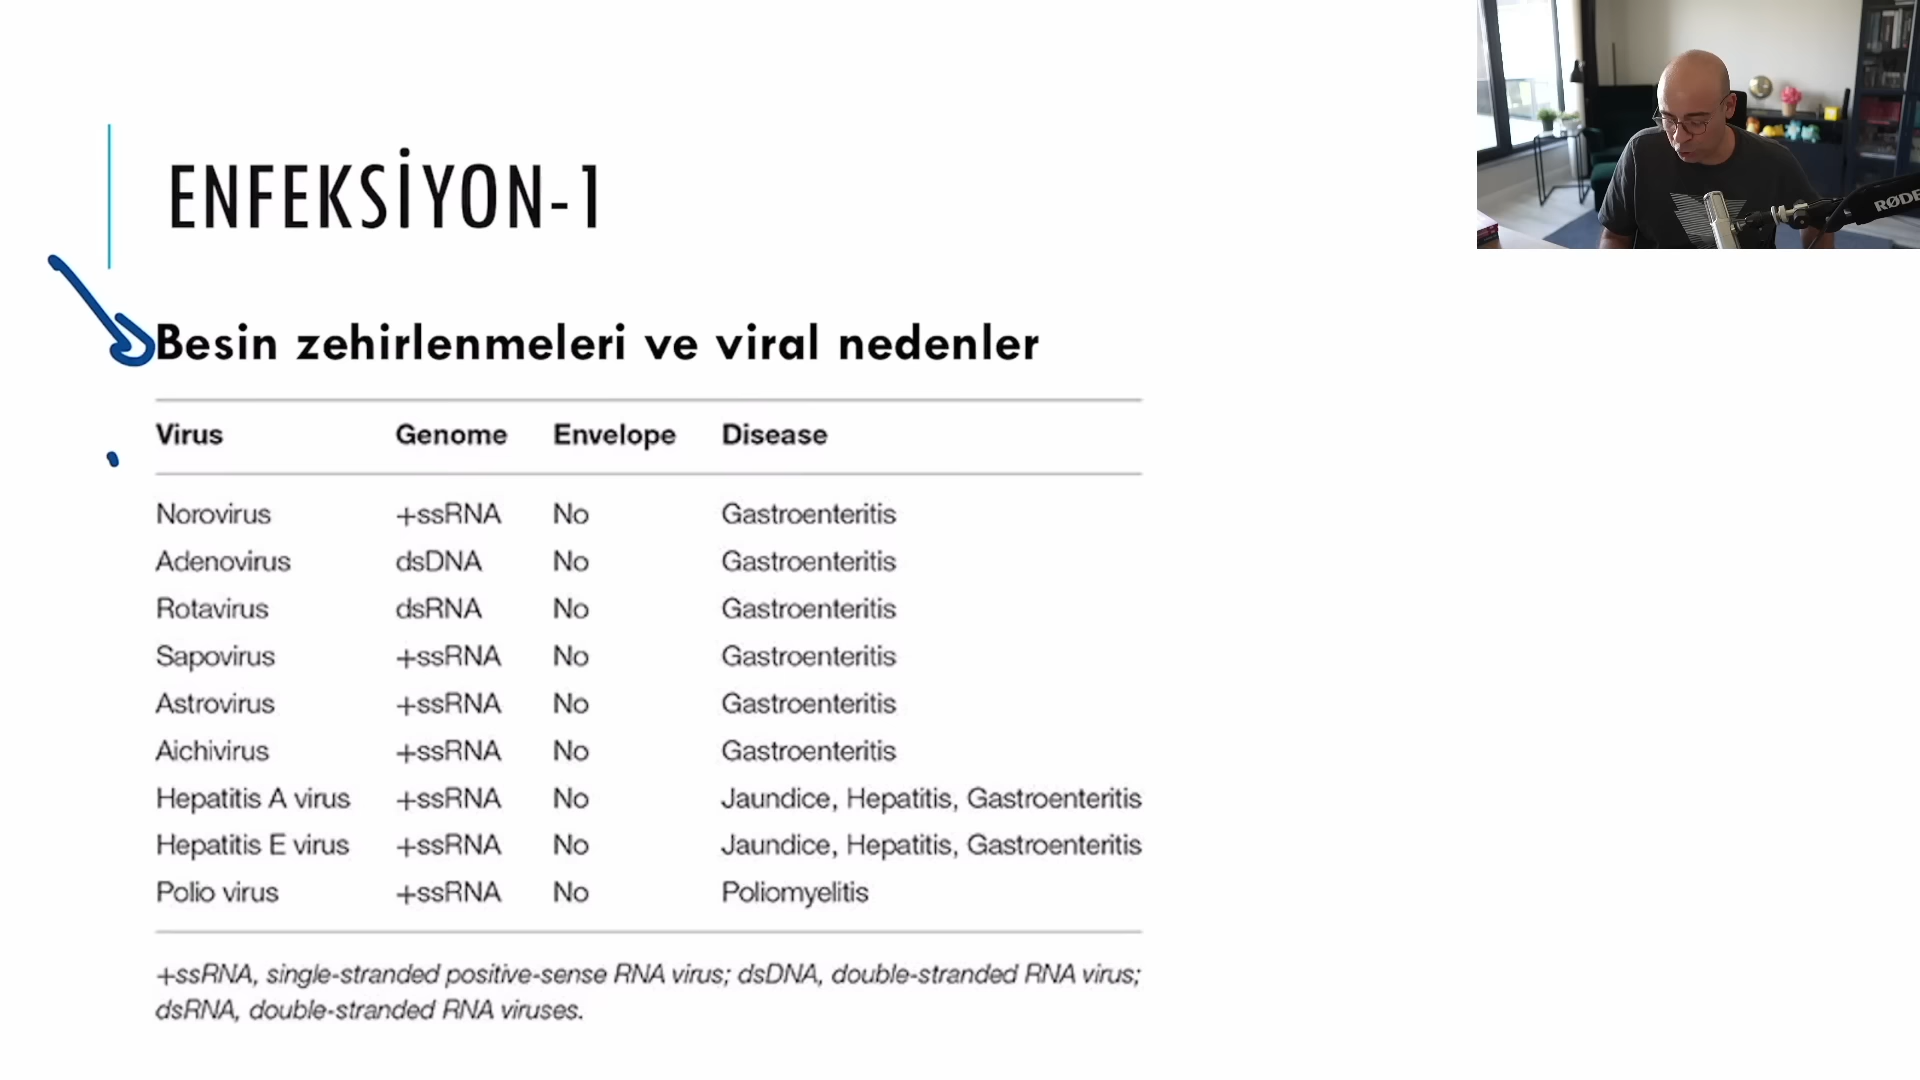 ENFEKSİYON-1
Besin zehirlenmeleri ve viral nedenler
Virus Genome Envelope Disease
Norovirus +ssRNA No Gastroenteritis
Adenovirus dsDNA No Gastroenteritis
Rotavirus dsRNA No Gastroenteritis
Sapovirus +ssRNA No Gastroenteritis
Astrovirus +ssRNA No Gastroenteritis
Aichivirus +ssRNA No Gastroenteritis
Hepatitis A virus +ssRNA No Jaundice, Hepatitis, Gastroenteritis
Hepatitis E virus +ssRNA No Jaundice, Hepatitis, Gastroenteritis
Polio virus +ssRNA No Poliomyelitis
+ssRNA, single-stranded positive-sense RNA virus; dsDNA, double-stranded RNA virus;
dsRNA, double-stranded RNA viruses.
RØDE